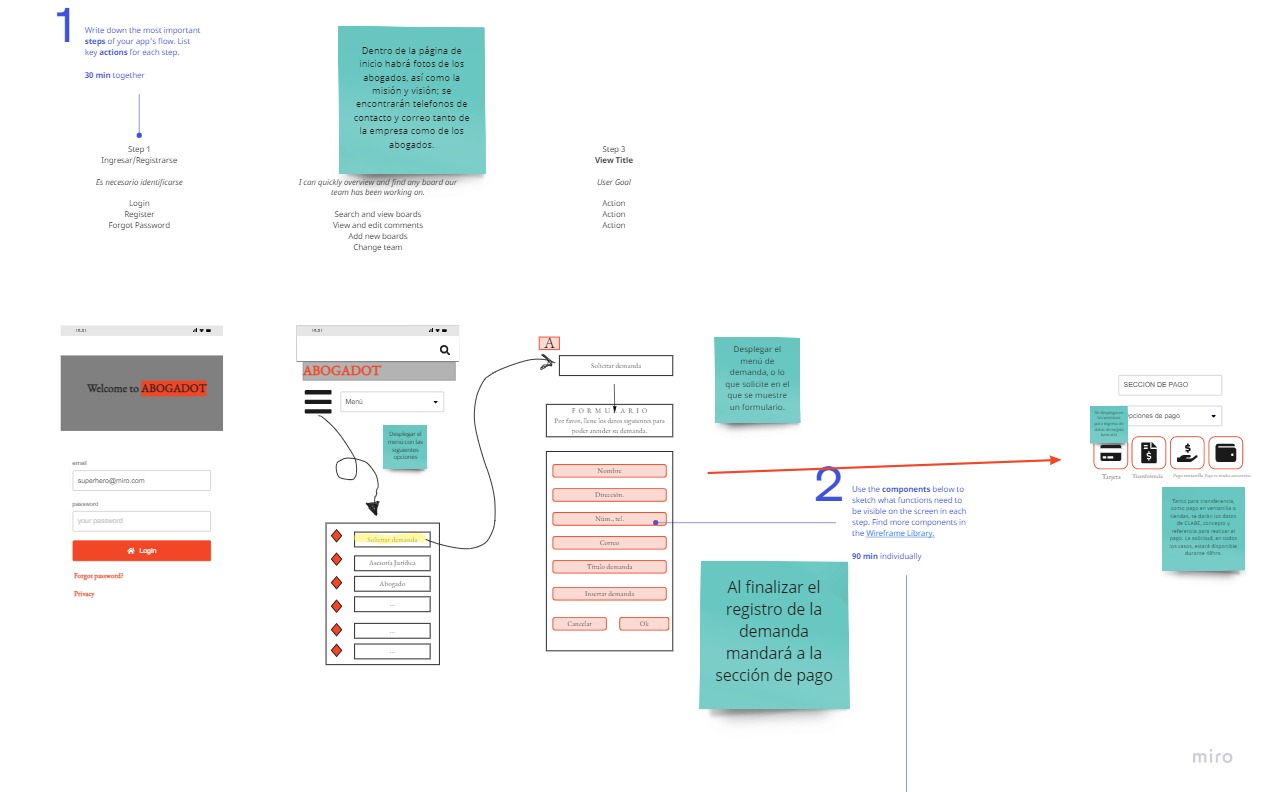 1
Write down the most important
steps of your app's flow. List
key actions for each step.
30 min together
Step 1
Ingresar/Registrarse
Es necesario identificarse
Login
Register
Forgot Password
Dentro de la página de
inicio habrá fotos de los
abogados, así como la
misión y visión; se
encontrarán telefonos de
contacto y correo tanto de
la empresa como de los
abogados.
I can quickly overview and find any board our
team has been working on.
Search and view boards
View and edit comments
Add new boards
Change team
Step 3
View Title
User Goal
Action
Action
Action
Welcome to ABOGADOT
email
superhero@miro.com
password
your password
Login
Forgot password?
Privacy
ABOGADOT
Menú
Desplegar el
menú con las
siguientes
opciones
Solicitar demanda
Asesoría Jurídica
Abogado
...
...
...
A
Solicitar demanda
FORMULARIO
Por favor, llene los datos siguientes para
poder atender su demanda.
Nombre
Dirección.
Núm., tel.
Correo
Título demanda
Insertar demanda
Cancelar
Ok
Desplegar el
menú de
demanda, o lo
que solicite en el
que se muestre
un formulario.
2
Use the components below to
sketch what functions need to
be visible on the screen in each
step. Find more components in
the Wireframe Library.
90 min individually
Al finalizar el
registro de la
demanda
mandará a la
sección de pago
SECCIÓN DE PAGO
pciones de pago
Tarjeta
Transferencia
Pago ventanilla
Tanto para transferencia,
como pago en ventanilla o
tiendas, se darán los datos
de CLABE, concepto y
referencia para realizar el
pago. La solicitud, en todos
los casos, estará disponible
durante 48hrs.
miro